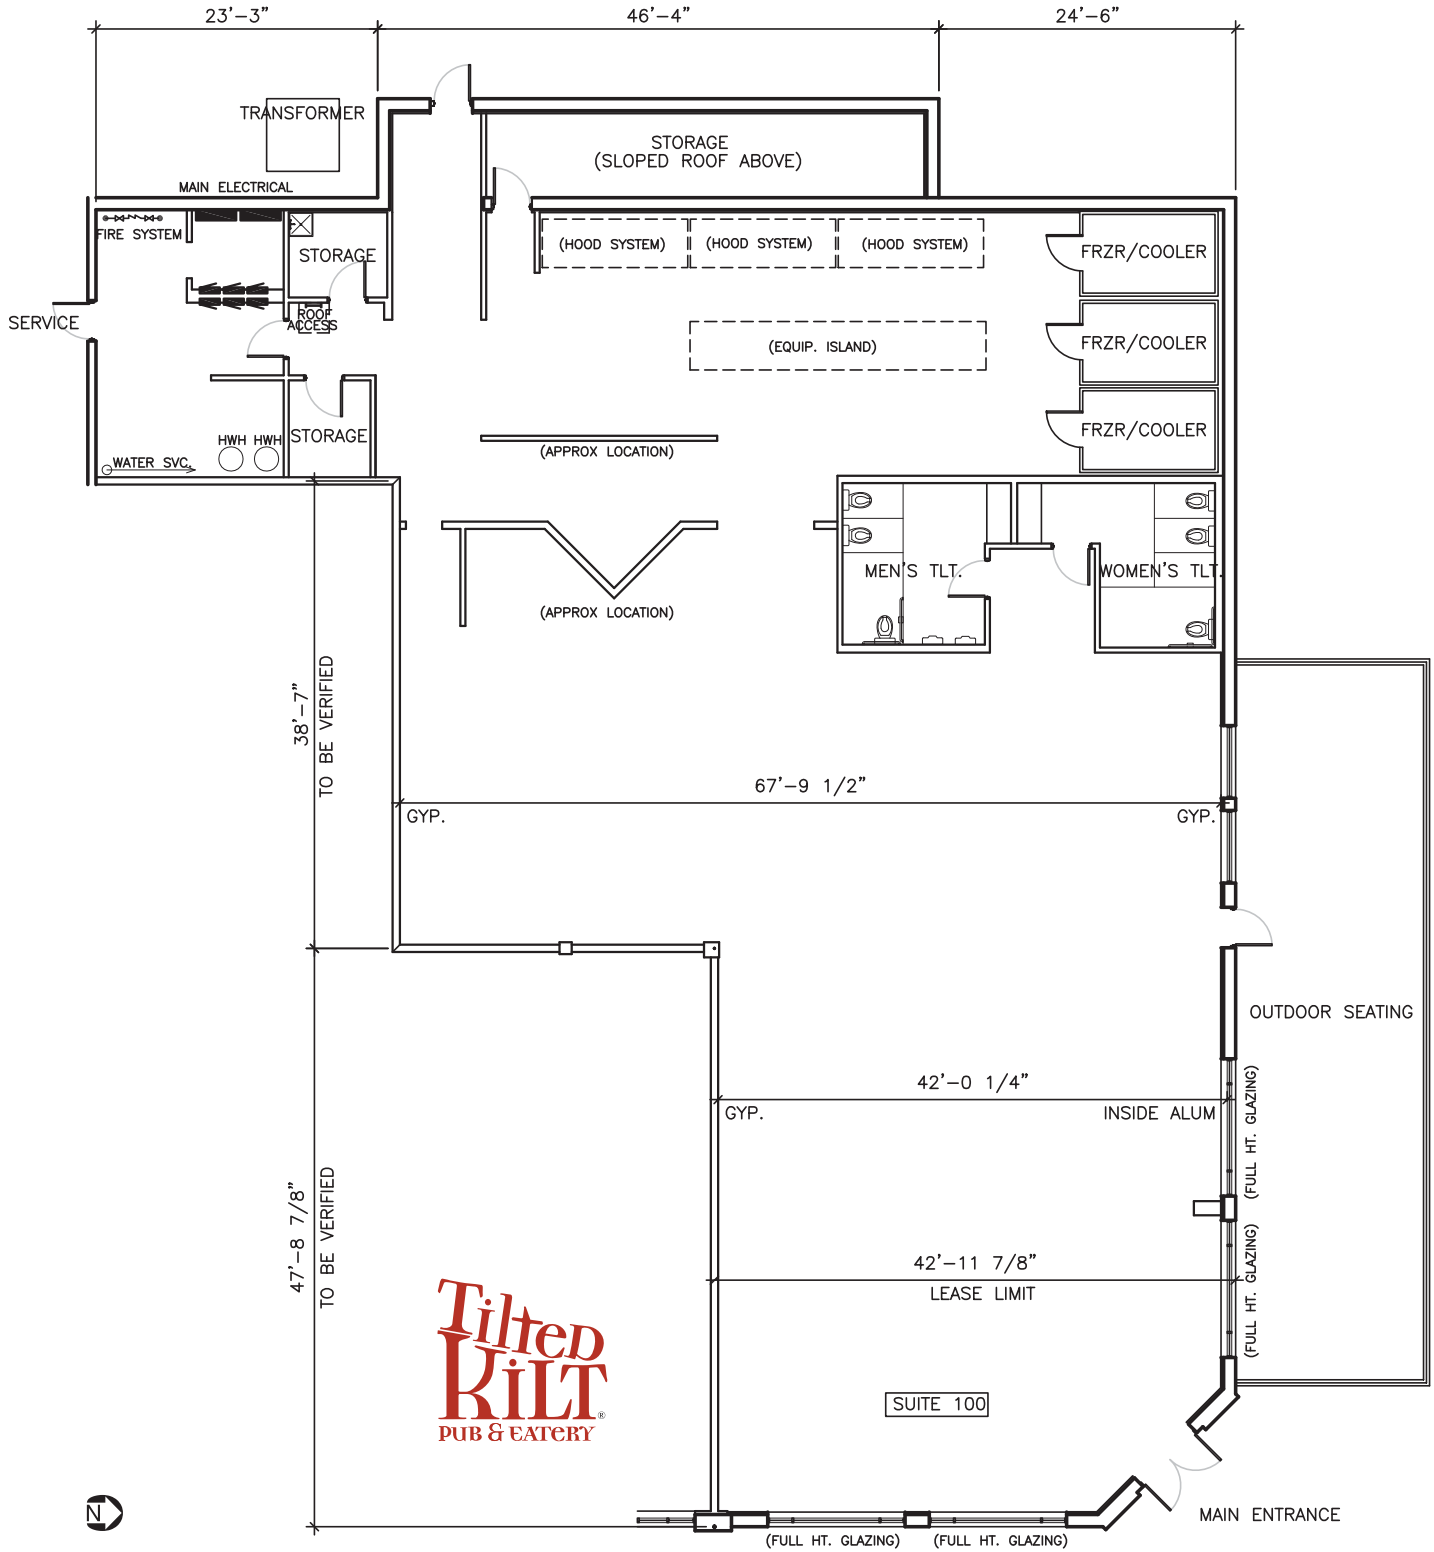 23'-3"
46'-4"
24'-6"
TRANSFORMER
STORAGE
(SLOPED ROOF ABOVE)
MAIN ELECTRICAL
FIRE SYSTEM
STORAGE
(HOOD SYSTEM)
(HOOD SYSTEM)
(HOOD SYSTEM)
FRZR/COOLER
SERVICE
ROOF
ACCESS
(EQUIP. ISLAND)
FRZR/COOLER
HWH
HWH
STORAGE
(APPROX LOCATION)
FRZR/COOLER
WATER SVC.
MEN'S TLT.
WOMEN'S TLT.
(APPROX LOCATION)
38'-7"
TO BE VERIFIED
67'-9 1/2"
GYP.
GYP.
OUTDOOR SEATING
42'-0 1/4"
GYP.
INSIDE ALUM
(FULL HT. GLAZING)
47'-8 7/8"
TO BE VERIFIED
42'-11 7/8"
LEASE LIMIT
(FULL HT. GLAZING)
Tilted
Kilt®
PUB & EATERY
SUITE 100
N
MAIN ENTRANCE
(FULL HT. GLAZING)
(FULL HT. GLAZING)